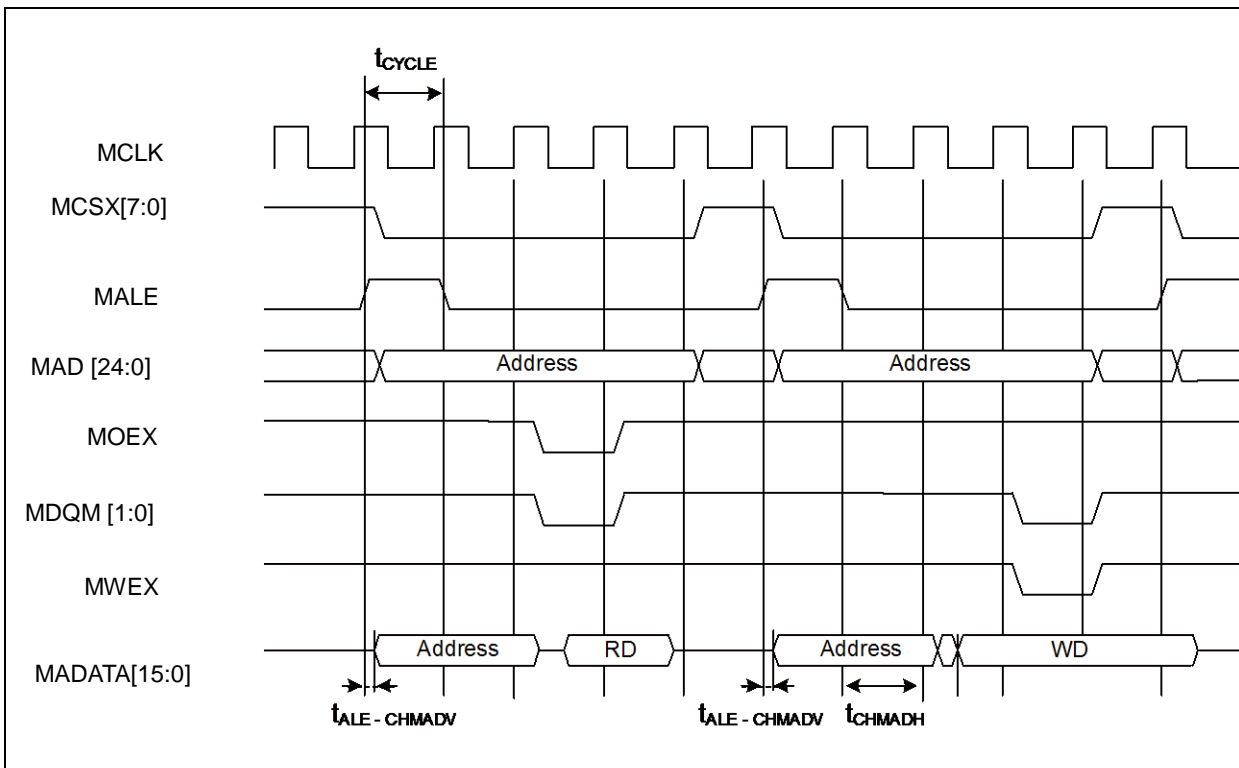 tCYCLE
MCLK
MCSX[7:0]
MALE
MAD [24:0]
Address
Address
MOEX
MDQM [1:0]
MWEX
MADATA[15:0]
Address
RD
Address
WD
tALE - CHMADV
tALE - CHMADV
tCHMADH